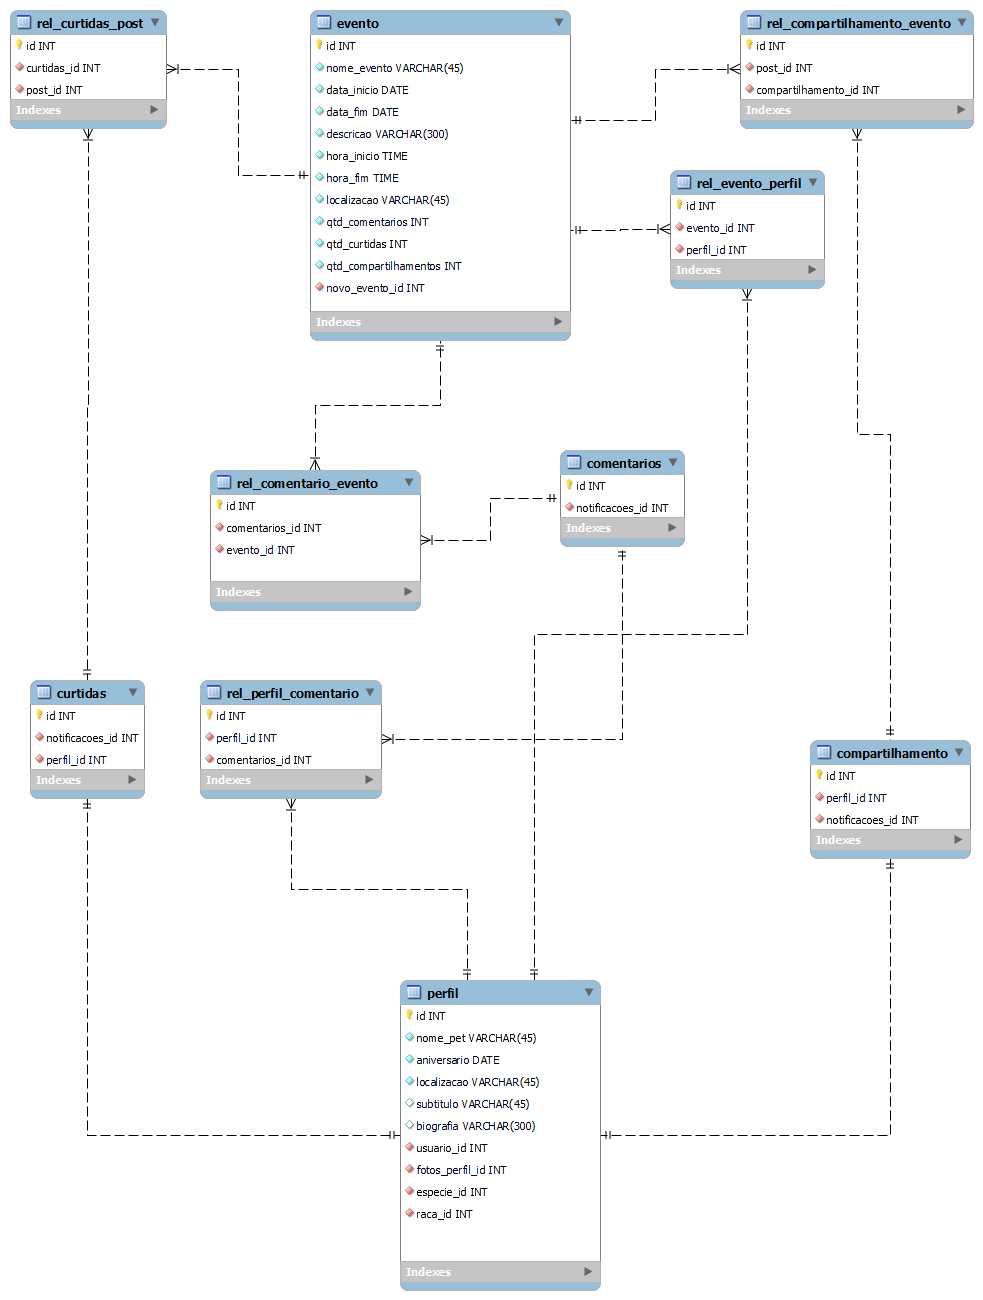 rel_curtidas_post
id INT
curtidas_id INT
post_id INT
Indexes
evento
id INT
nome_evento VARCHAR(45)
data_inicio DATE
data_fim DATE
descricao VARCHAR(300)
hora_inicio TIME
hora_fim TIME
localizacao VARCHAR(45)
qtd_comentarios INT
qtd_curtidas INT
qtd_compartilhamentos INT
novo_evento_id INT
Indexes
rel_compartilhamento_evento
id INT
post_id INT
compartilhamento_id INT
Indexes
rel_evento_perfil
id INT
evento_id INT
perfil_id INT
Indexes
rel_comentario_evento
id INT
comentarios_id INT
evento_id INT
Indexes
comentarios
id INT
notificacoes_id INT
Indexes
curtidas
id INT
notificacoes_id INT
perfil_id INT
Indexes
rel_perfil_comentario
id INT
perfil_id INT
comentarios_id INT
Indexes
compartilhamento
id INT
perfil_id INT
notificacoes_id INT
Indexes
perfil
id INT
nome_pet VARCHAR(45)
aniversario DATE
localizacao VARCHAR(45)
subtitulo VARCHAR(45)
biografia VARCHAR(300)
usuario_id INT
fotos_perfil_id INT
especie_id INT
raca_id INT
Indexes